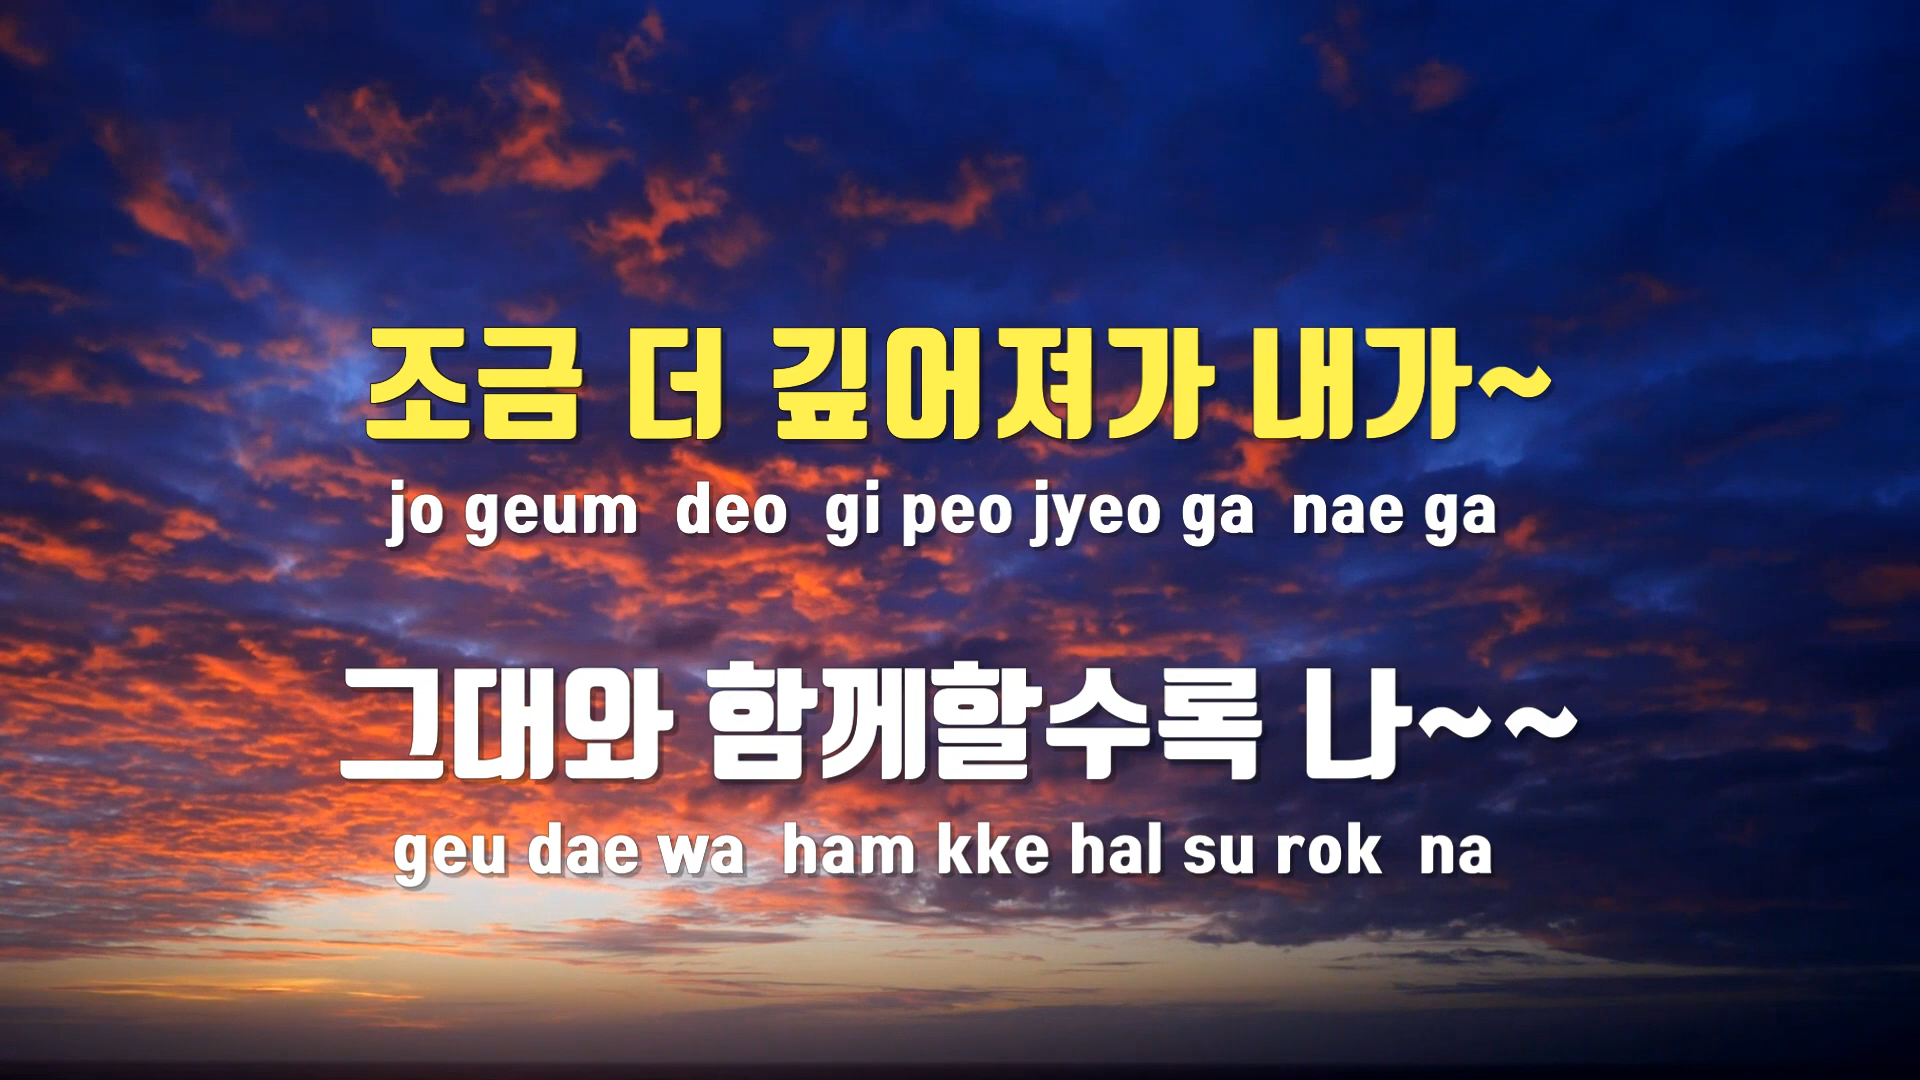 조금 더 깊어져가 내가~
jo geum deo gi peo jyeo ga nae ga
그대와 함께할수록 나~~
geu dae wa ham kke hal su rok na